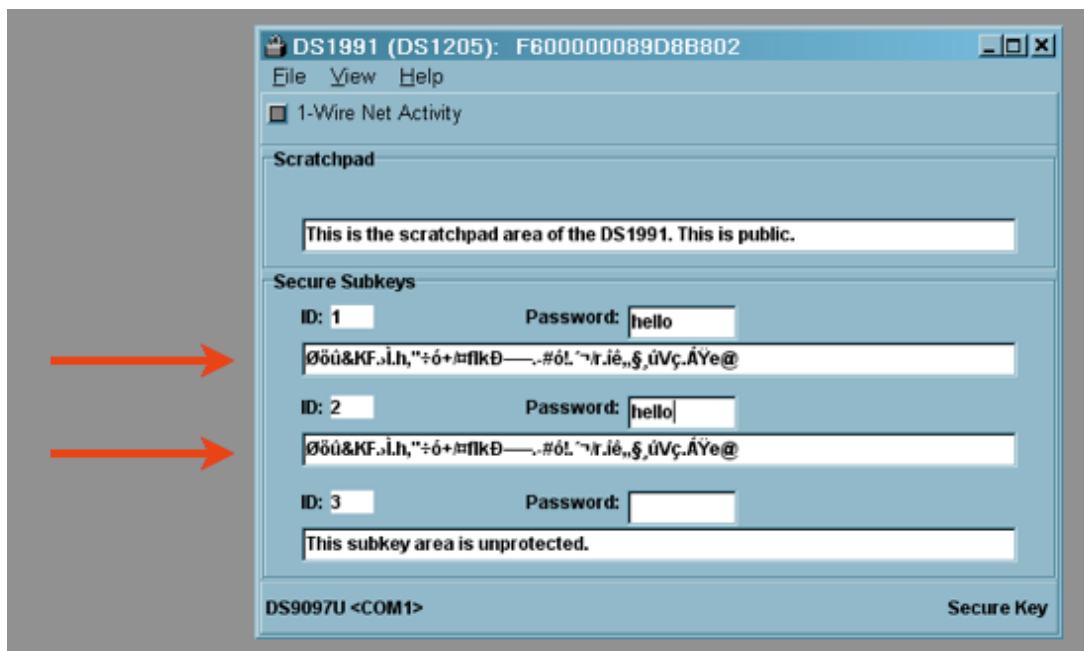 DS1991 (DS1205): F600000089D8B802
File View Help
1-Wire Net Activity
Scratchpad
This is the scratchpad area of the DS1991. This is public.
Secure Subkeys
ID: 1 Password: hello
ID: 2 Password: hello
ID: 3 Password:
This subkey area is unprotected.
DS9097U <COM1> Secure Key